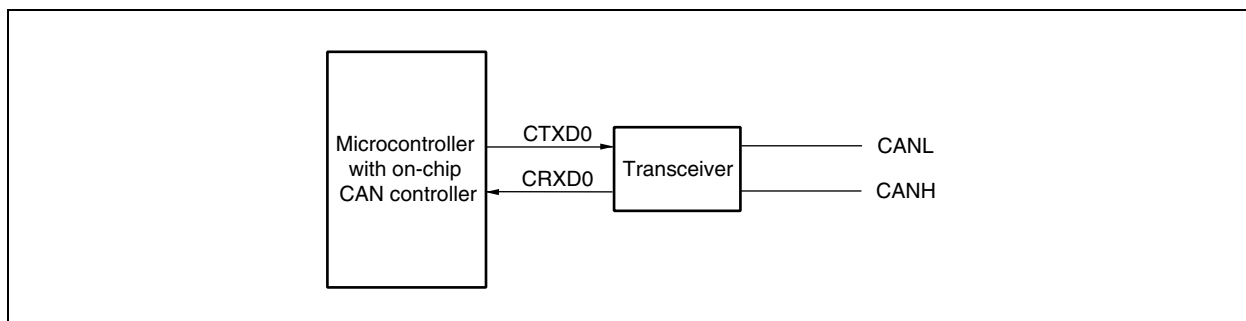 Microcontroller
with on-chip
CAN controller
CTXD0
CRXD0
Transceiver
CANL
CANH